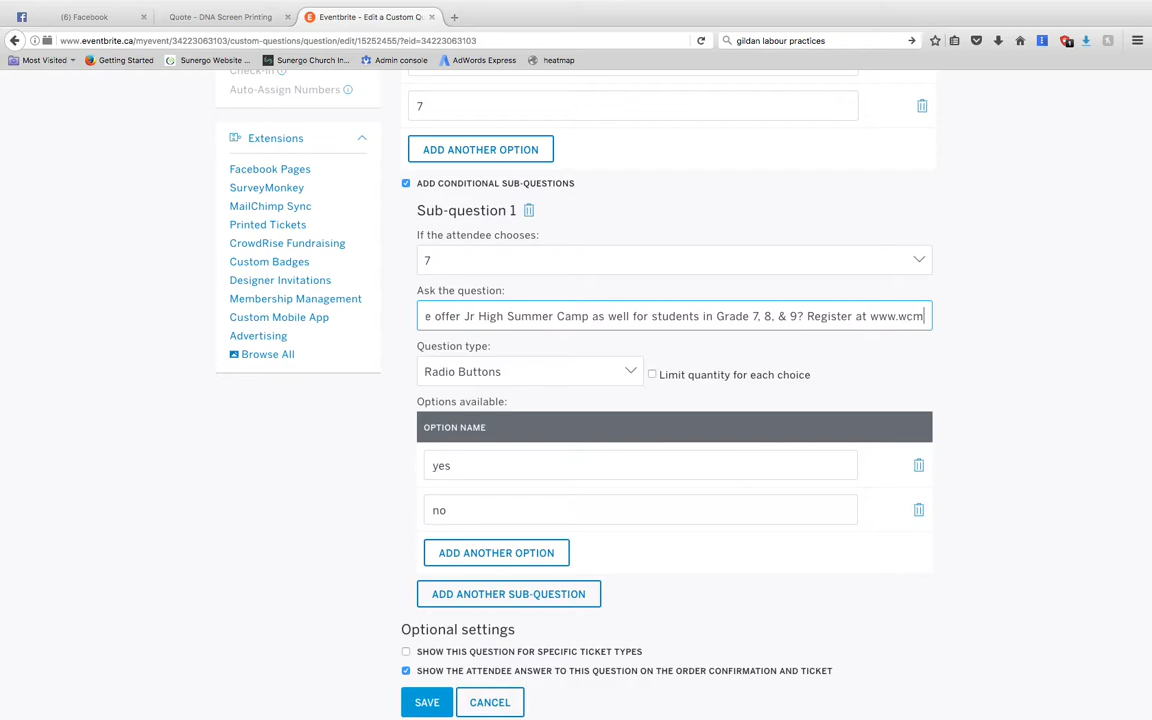 (6) Facebook
Quote - DNA Screen Printing
Eventbrite - Edit a Custom Q
www.eventbrite.ca/myevent/34223063103/custom-questions/question/edit/15252455/?eid=34223063103
gildan labour practices
Most Visited
Getting Started
Sunergo Website ...
Sunergo Church In...
Admin console
AdWords Express
heatmap
Check-in
Auto-Assign Numbers
Extensions
Facebook Pages
SurveyMonkey
MailChimp Sync
Printed Tickets
CrowdRise Fundraising
Custom Badges
Designer Invitations
Membership Management
Custom Mobile App
Advertising
Browse All
7
ADD ANOTHER OPTION
ADD CONDITIONAL SUB-QUESTIONS
Sub-question 1
If the attendee chooses:
7
Ask the question:
e offer Jr High Summer Camp as well for students in Grade 7, 8, & 9? Register at www.wcm
Question type:
Radio Buttons
Limit quantity for each choice
Options available:
OPTION NAME
yes
no
ADD ANOTHER OPTION
ADD ANOTHER SUB-QUESTION
Optional settings
SHOW THIS QUESTION FOR SPECIFIC TICKET TYPES
SHOW THE ATTENDEE ANSWER TO THIS QUESTION ON THE ORDER CONFIRMATION AND TICKET
SAVE
CANCEL